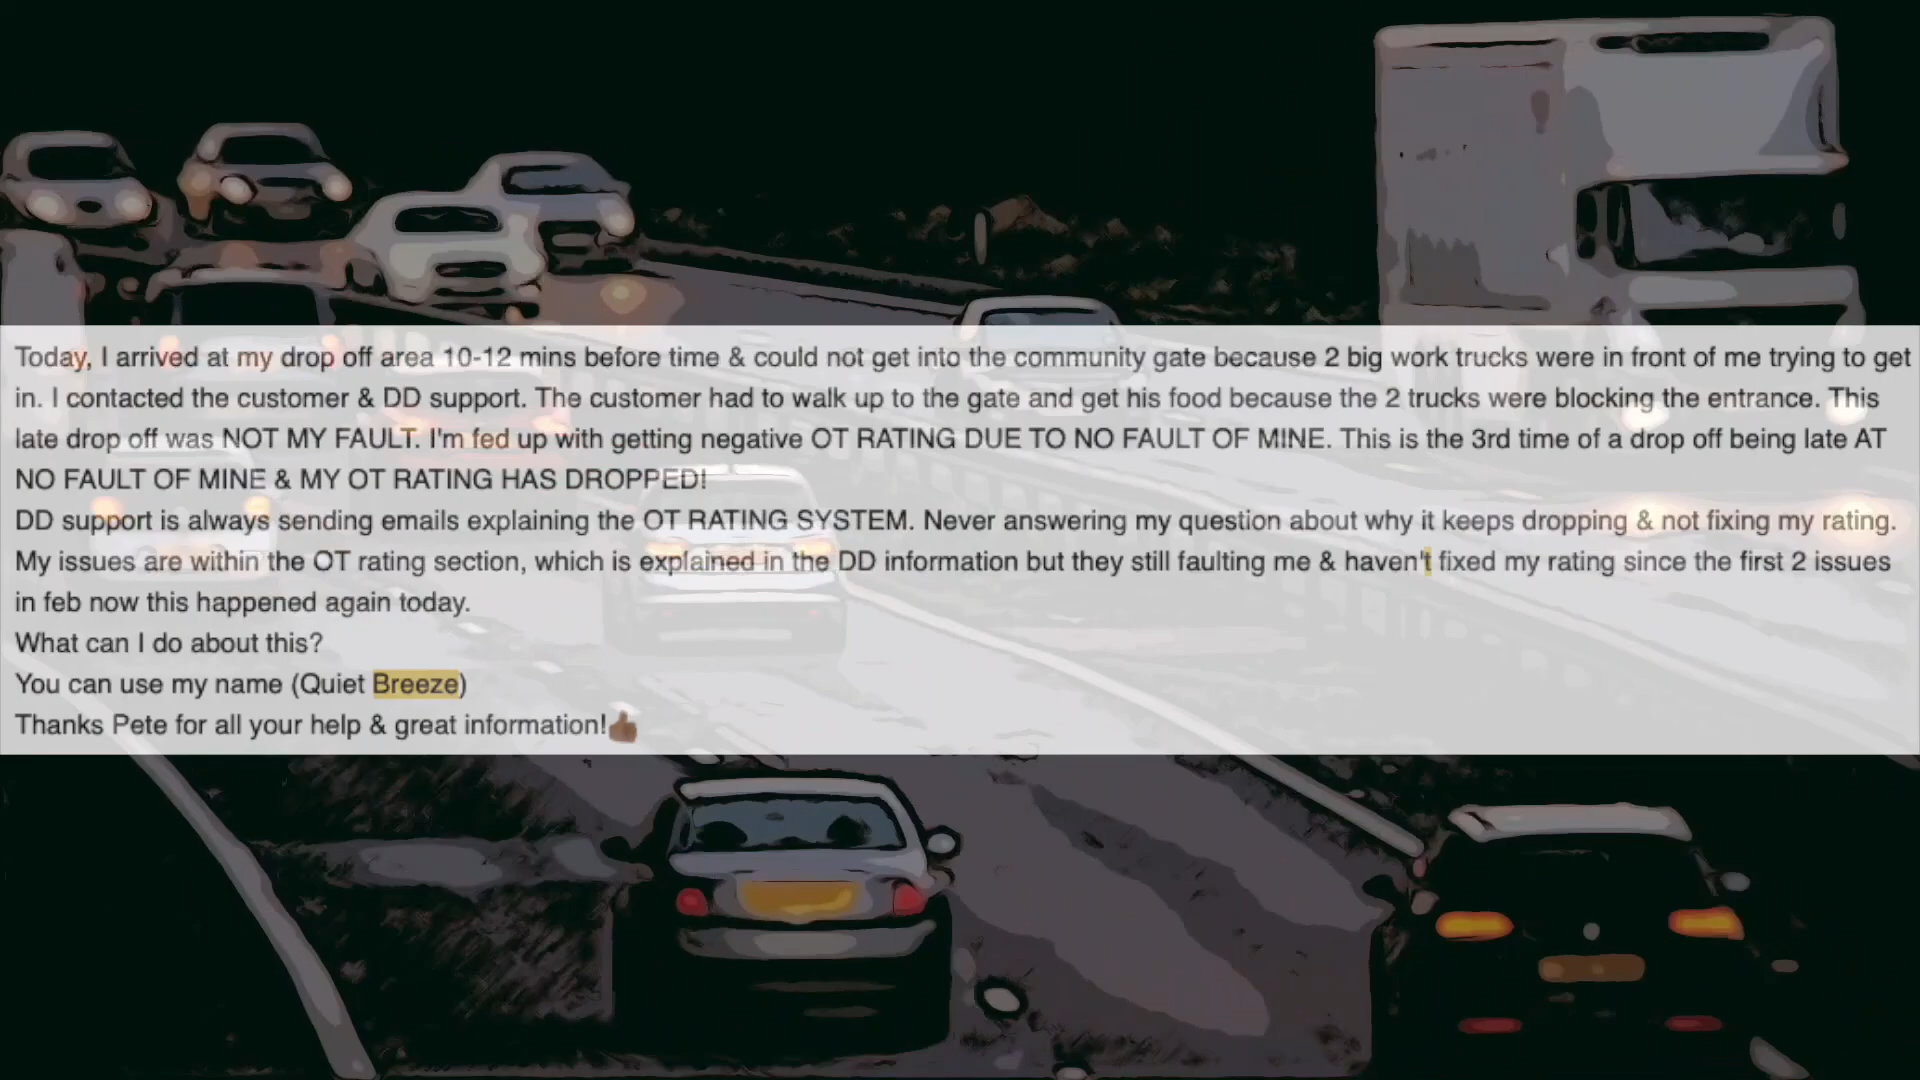 Today, I arrived at my drop off area 10-12 mins before time & could not get into the community gate because 2 big work trucks were in front of me trying to get
in. I contacted the customer & DD support. The customer had to walk up to the gate and get his food because the 2 trucks were blocking the entrance. This
late drop off was NOT MY FAULT. I'm fed up with getting negative OT RATING DUE TO NO FAULT OF MINE. This is the 3rd time of a drop off being late AT
NO FAULT OF MINE & MY OT RATING HAS DROPPED!
DD support is always sending emails explaining the OT RATING SYSTEM. Never answering my question about why it keeps dropping & not fixing my rating.
My issues are within the OT rating section, which is explained in the DD information but they still faulting me & haven't fixed my rating since the first 2 issues
in feb now this happened again today.
What can I do about this?
You can use my name (Quiet Breeze)
Thanks Pete for all your help & great information!👍🏾